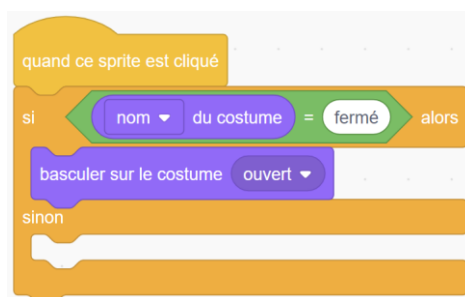 quand ce sprite est cliqué
si nom du costume = fermé alors
basculer sur le costume ouvert
sinon